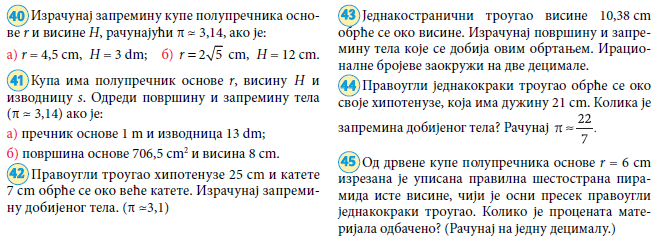 40 Израчунај запремину купе полупречника осно-
ве r и висине H, рачунајући π ≃ 3,14, ако је:
а) r = 4,5 cm, H = 3 dm; б) r = 2√5 cm, H = 12 cm.
41 Купа има полупречник основе r, висину H и
изводницу s. Одреди површину и запремину тела
(π ≃ 3,14) ако је:
а) пречник основе 1 m и изводница 13 dm;
б) површина основе 706,5 cm² и висина 8 cm.
42 Правоугли троугао хипотенузе 25 cm и катете
7 cm обрће се око веће катете. Израчунај запреми-
ну добијеног тела. (π ≃3,1)
43 Једнакостранични троугао висине 10,38 cm
обрће се око висине. Израчунај површину и запре-
мину тела које се добија овим обртањем. Ирацио-
налне бројеве заокружи на две децимале.
44 Правоугли једнакокраки троугао обрће се око
своје хипотенузе, која има дужину 21 cm. Колика је
запремина добијеног тела? Рачунај π ≈ 22/7.
45 Од дрвене купе полупречника основе r = 6 cm
изрезана је уписана правилна шестострана пира-
мида исте висине, чији је осни пресек правоугли
једнакокраки троугао. Колико је процената мате-
ријала одбачено? (Рачунај на једну децималу.)